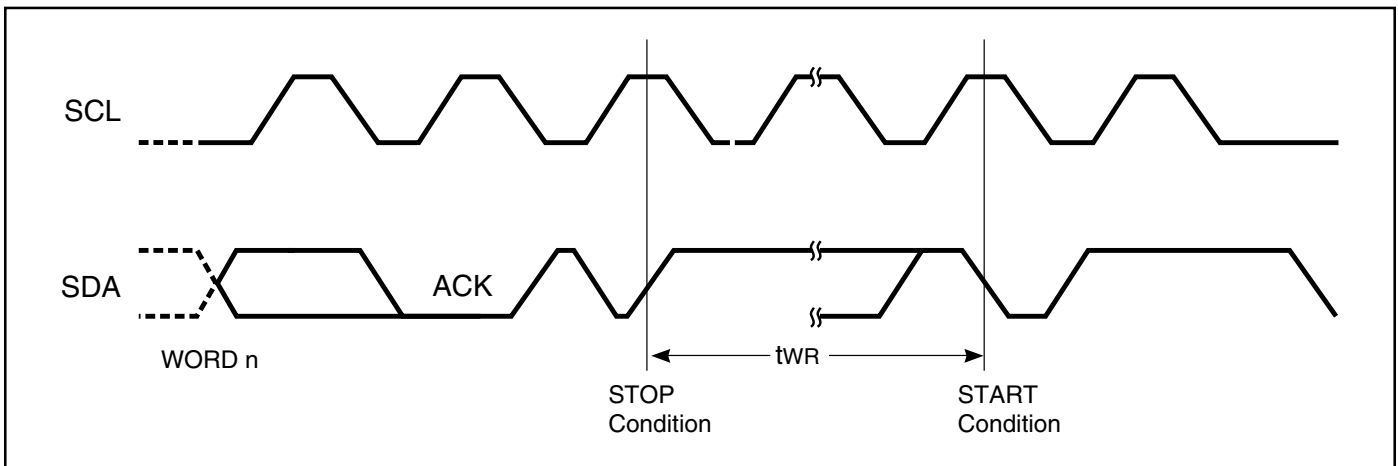 SCL
SDA
ACK
WORD n
tWR
STOP
Condition
START
Condition